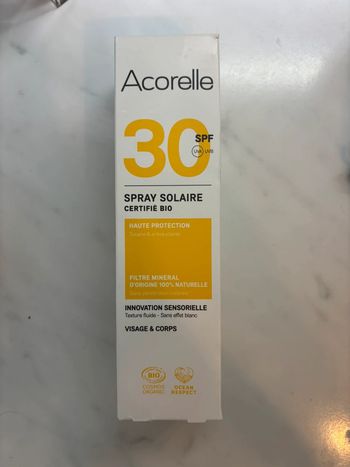 Acorelle
30
SPF
UVA UVB
SPRAY SOLAIRE
CERTIFIÉ BIO
HAUTE PROTECTION
FILTRE MINÉRAL
D'ORIGINE 100% NATURELLE
INNOVATION SENSORIELLE
Texture fluide - Sans effet blanc
VISAGE & CORPS
BIO
COSMOS
ORGANIC
OCEAN
RESPECT